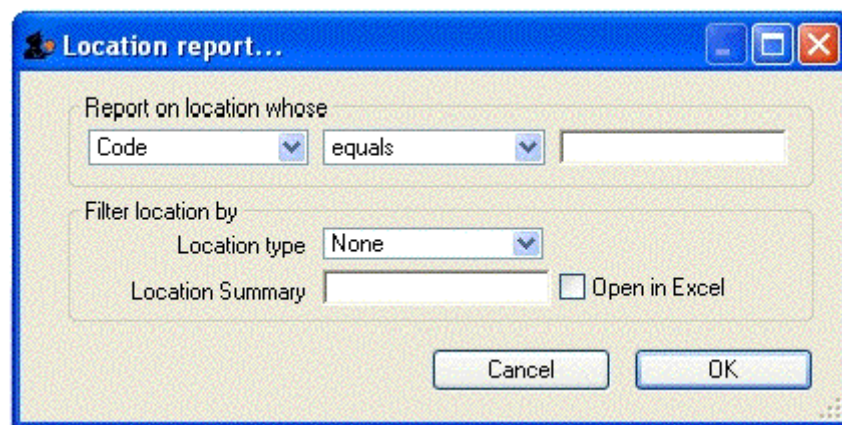 Location report...
Report on location whose
Code equals
Filter location by
Location type None
Location Summary Open in Excel
Cancel OK